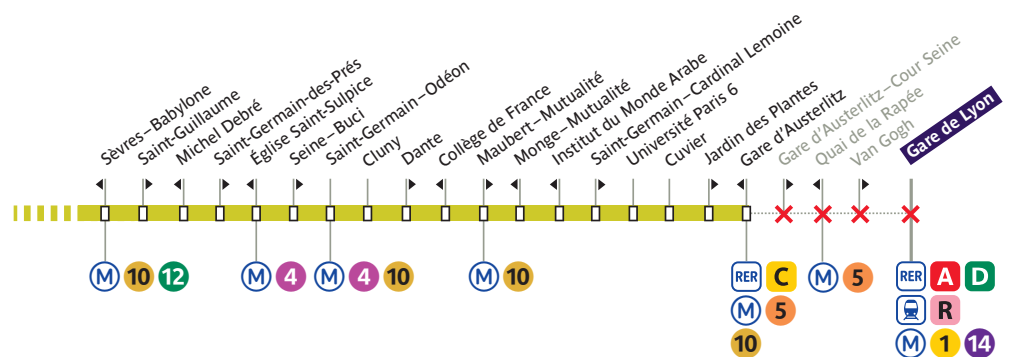 Sèvres–Babylone
Saint-Guillaume
Michel Debré
Saint-Germain-des-Prés
Église Saint-Sulpice
Seine–Buci
Saint-Germain–Odéon
Cluny
Dante
Collège de France
Maubert–Mutualité
Monge–Mutualité
Institut du Monde Arabe
Saint-Germain–Cardinal Lemoine
Université Paris 6
Cuvier
Jardin des Plantes
Gare d'Austerlitz
Gare d'Austerlitz–Cour Seine
Quai de la Rapée
Van Gogh
Gare de Lyon
M 10 12
M 4
M 4 10
M 10
RER C
M 5
10
M 5
RER A D
R
M 1 14